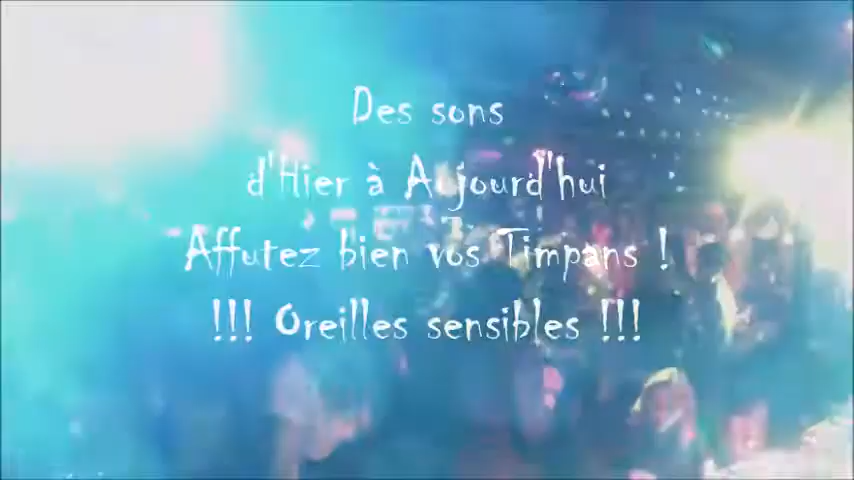 Des sons
d'Hier à Aujourd'hui
Affutez bien vos Timpans !
!!! Oreilles sensibles !!!